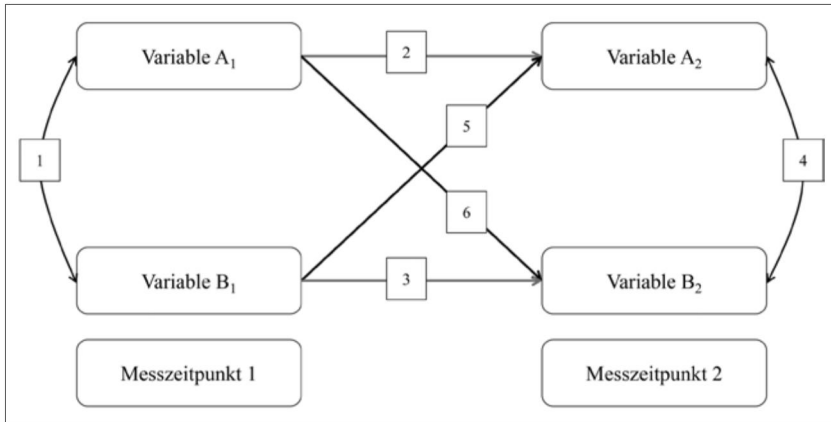 Variable A₁
2
Variable A₂
5
1
4
6
Variable B₁
3
Variable B₂
Messzeitpunkt 1
Messzeitpunkt 2